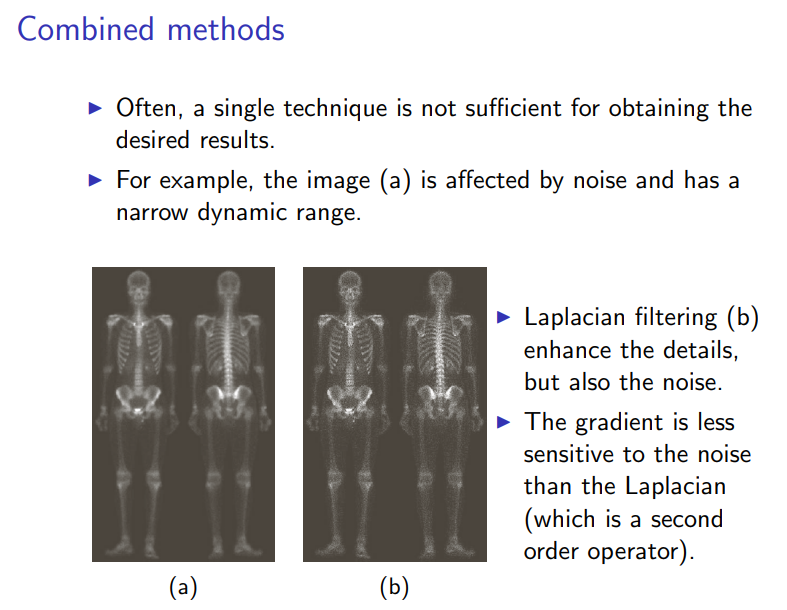 Combined methods
Often, a single technique is not sufficient for obtaining the
desired results.
For example, the image (a) is affected by noise and has a
narrow dynamic range.
Laplacian filtering (b)
enhance the details,
but also the noise.
The gradient is less
sensitive to the noise
than the Laplacian
(which is a second
order operator).
(a)
(b)